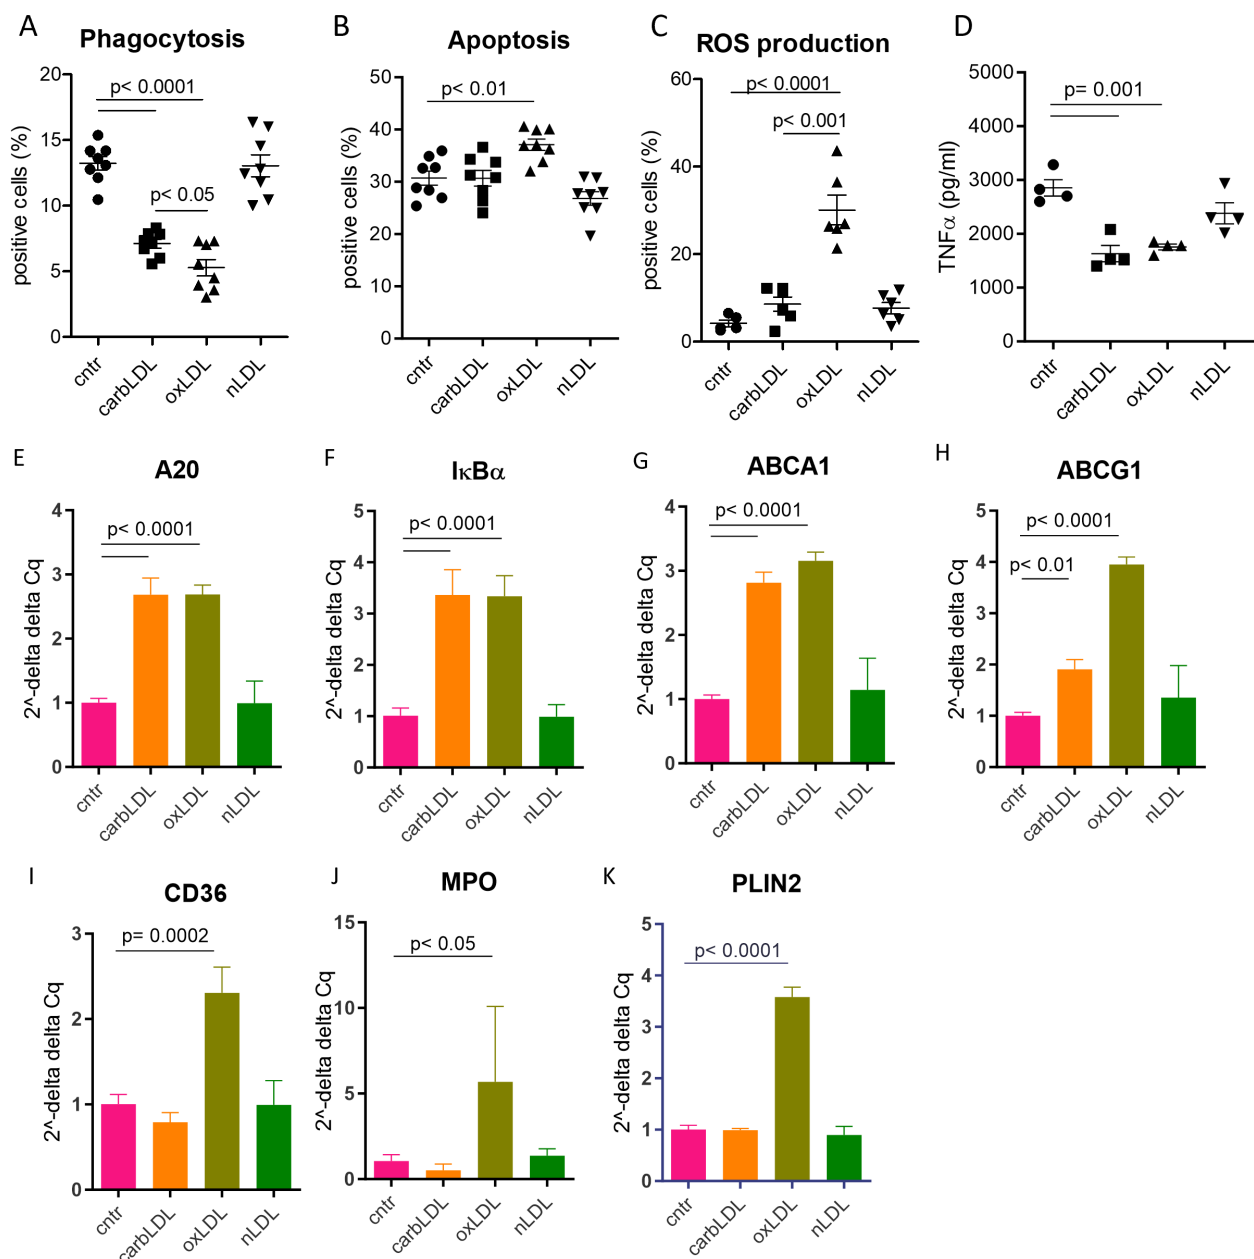 A
Phagocytosis
positive cells (%)
20
15
10
5
0
p< 0.0001
p< 0.05
cntr
carbLDL
oxLDL
nLDL
B
Apoptosis
positive cells (%)
50
40
30
20
10
0
p< 0.01
cntr
carbLDL
oxLDL
nLDL
C
ROS production
positive cells (%)
60
40
20
0
p< 0.0001
p< 0.001
cntr
carbLDL
oxLDL
nLDL
D
TNFα (pg/ml)
5000
4000
3000
2000
1000
0
p= 0.001
cntr
carbLDL
oxLDL
nLDL
E
A20
2^-delta delta Cq
4
3
2
1
0
p< 0.0001
cntr
carbLDL
oxLDL
nLDL
F
IκBα
2^-delta delta Cq
5
4
3
2
1
0
p< 0.0001
cntr
carbLDL
oxLDL
nLDL
G
ABCA1
2^-delta delta Cq
4
3
2
1
0
p< 0.0001
cntr
carbLDL
oxLDL
nLDL
H
ABCG1
2^-delta delta Cq
5
4
3
2
1
0
p< 0.0001
p< 0.01
cntr
carbLDL
oxLDL
nLDL
I
CD36
2^-delta delta Cq
3
2
1
0
p= 0.0002
cntr
carbLDL
oxLDL
nLDL
J
MPO
2^-delta delta Cq
15
10
5
0
p< 0.05
cntr
carbLDL
oxLDL
nLDL
K
PLIN2
2^-delta delta Cq
5
4
3
2
1
0
p< 0.0001
cntr
carbLDL
oxLDL
nLDL